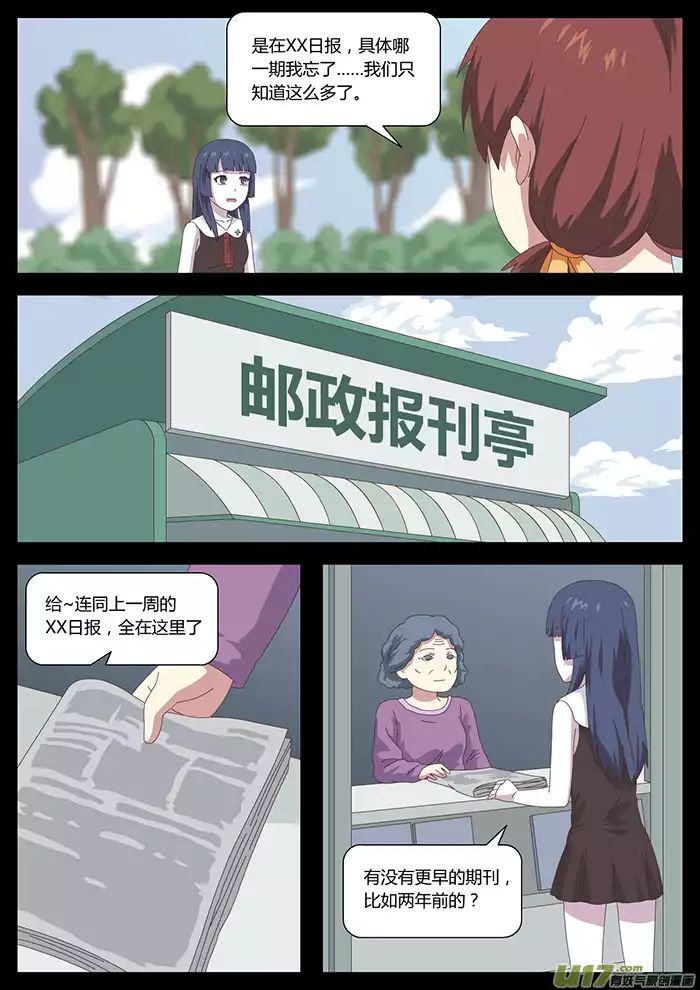 是在XX日报，具体哪
一期我忘了……我们只
知道这么多了。
邮政报刊亭
给~连同上一周的
XX日报，全在这里了
有没有更早的期刊，
比如两年前的？
U17.com
有妖气原创漫画